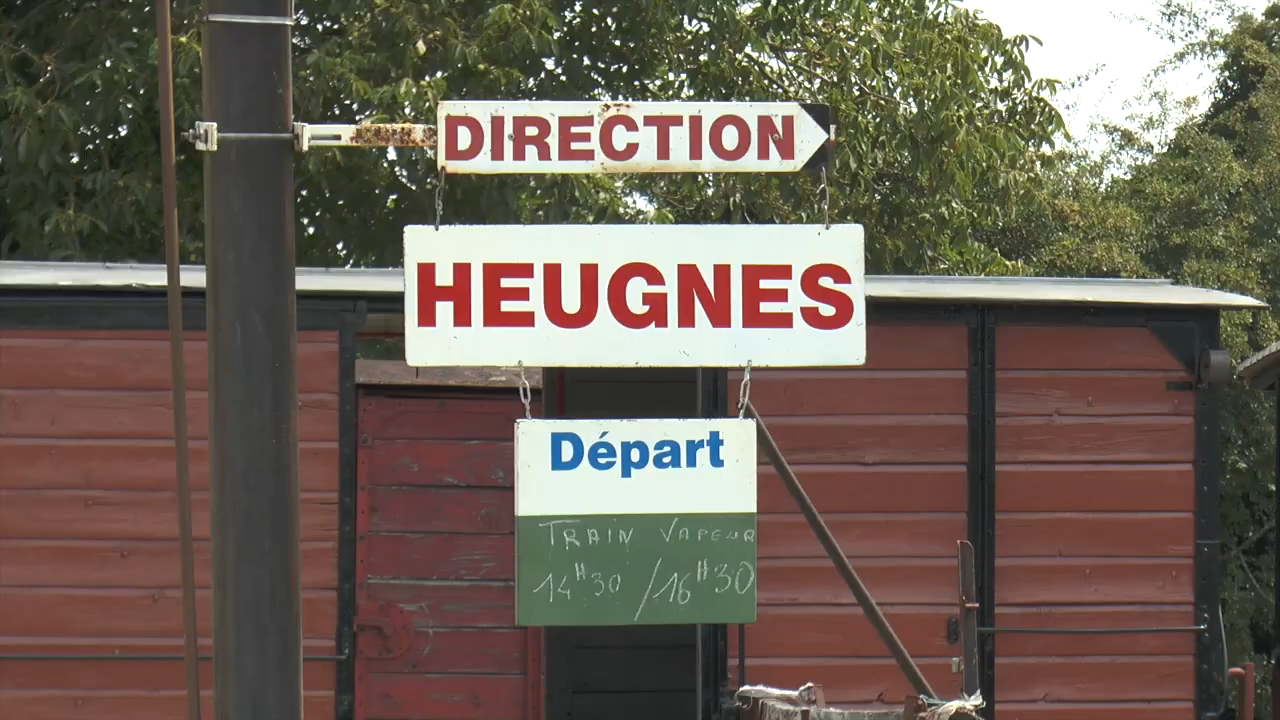 DIRECTION
HEUGNES
Départ
TRAIN VAPEUR
14H30 / 16H30